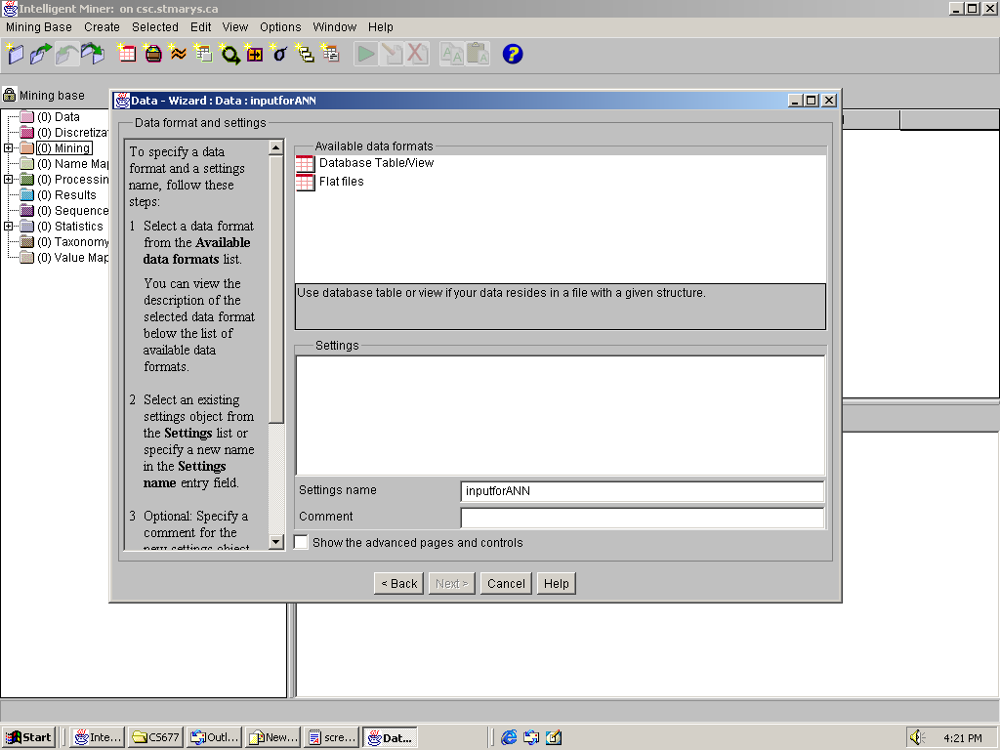 Intelligent Miner: on csc.stmarys.ca
Mining Base Create Selected Edit View Options Window Help
Mining base
(0) Data
(0) Discretiza
(0) Mining
(0) Name Map
(0) Processin
(0) Results
(0) Sequence
(0) Statistics
(0) Taxonomy
(0) Value Map
Data - Wizard : Data : inputforANN
Data format and settings
To specify a data
format and a settings
name, follow these
steps:
1 Select a data format
from the Available
data formats list.
You can view the
description of the
selected data format
below the list of
available data
formats.
2 Select an existing
settings object from
the Settings list or
specify a new name
in the Settings
name entry field.
3 Optional: Specify a
comment for the
new settings object
Available data formats
Database Table/View
Flat files
Use database table or view if your data resides in a file with a given structure.
Settings
Settings name inputforANN
Comment
Show the advanced pages and controls
< Back Next > Cancel Help
Start Inte... CS677 Outl... New... scre... Dat... 4:21 PM